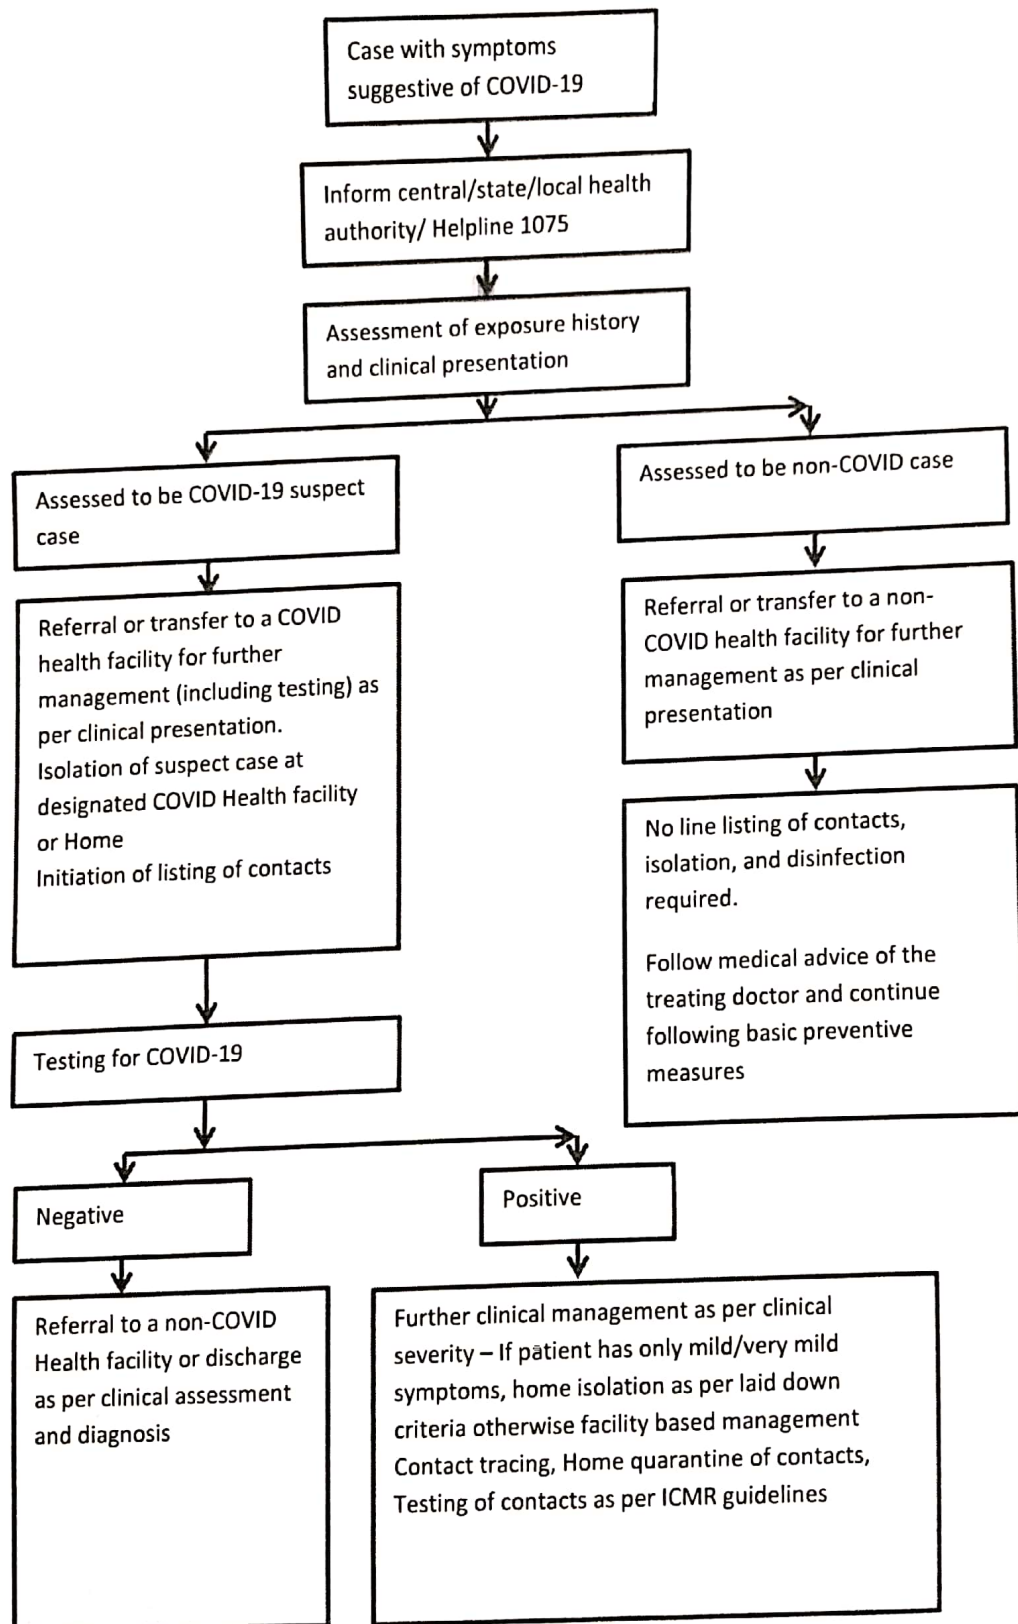 Case with symptoms
suggestive of COVID-19
Inform central/state/local health
authority/ Helpline 1075
Assessment of exposure history
and clinical presentation
Assessed to be COVID-19 suspect
case
Assessed to be non-COVID case
Referral or transfer to a COVID
health facility for further
management (including testing) as
per clinical presentation.
Isolation of suspect case at
designated COVID Health facility
or Home
Initiation of listing of contacts
Referral or transfer to a non-
COVID health facility for further
management as per clinical
presentation
No line listing of contacts,
isolation, and disinfection
required.
Follow medical advice of the
treating doctor and continue
following basic preventive
measures
Testing for COVID-19
Negative
Positive
Referral to a non-COVID
Health facility or discharge
as per clinical assessment
and diagnosis
Further clinical management as per clinical
severity – If patient has only mild/very mild
symptoms, home isolation as per laid down
criteria otherwise facility based management
Contact tracing, Home quarantine of contacts,
Testing of contacts as per ICMR guidelines